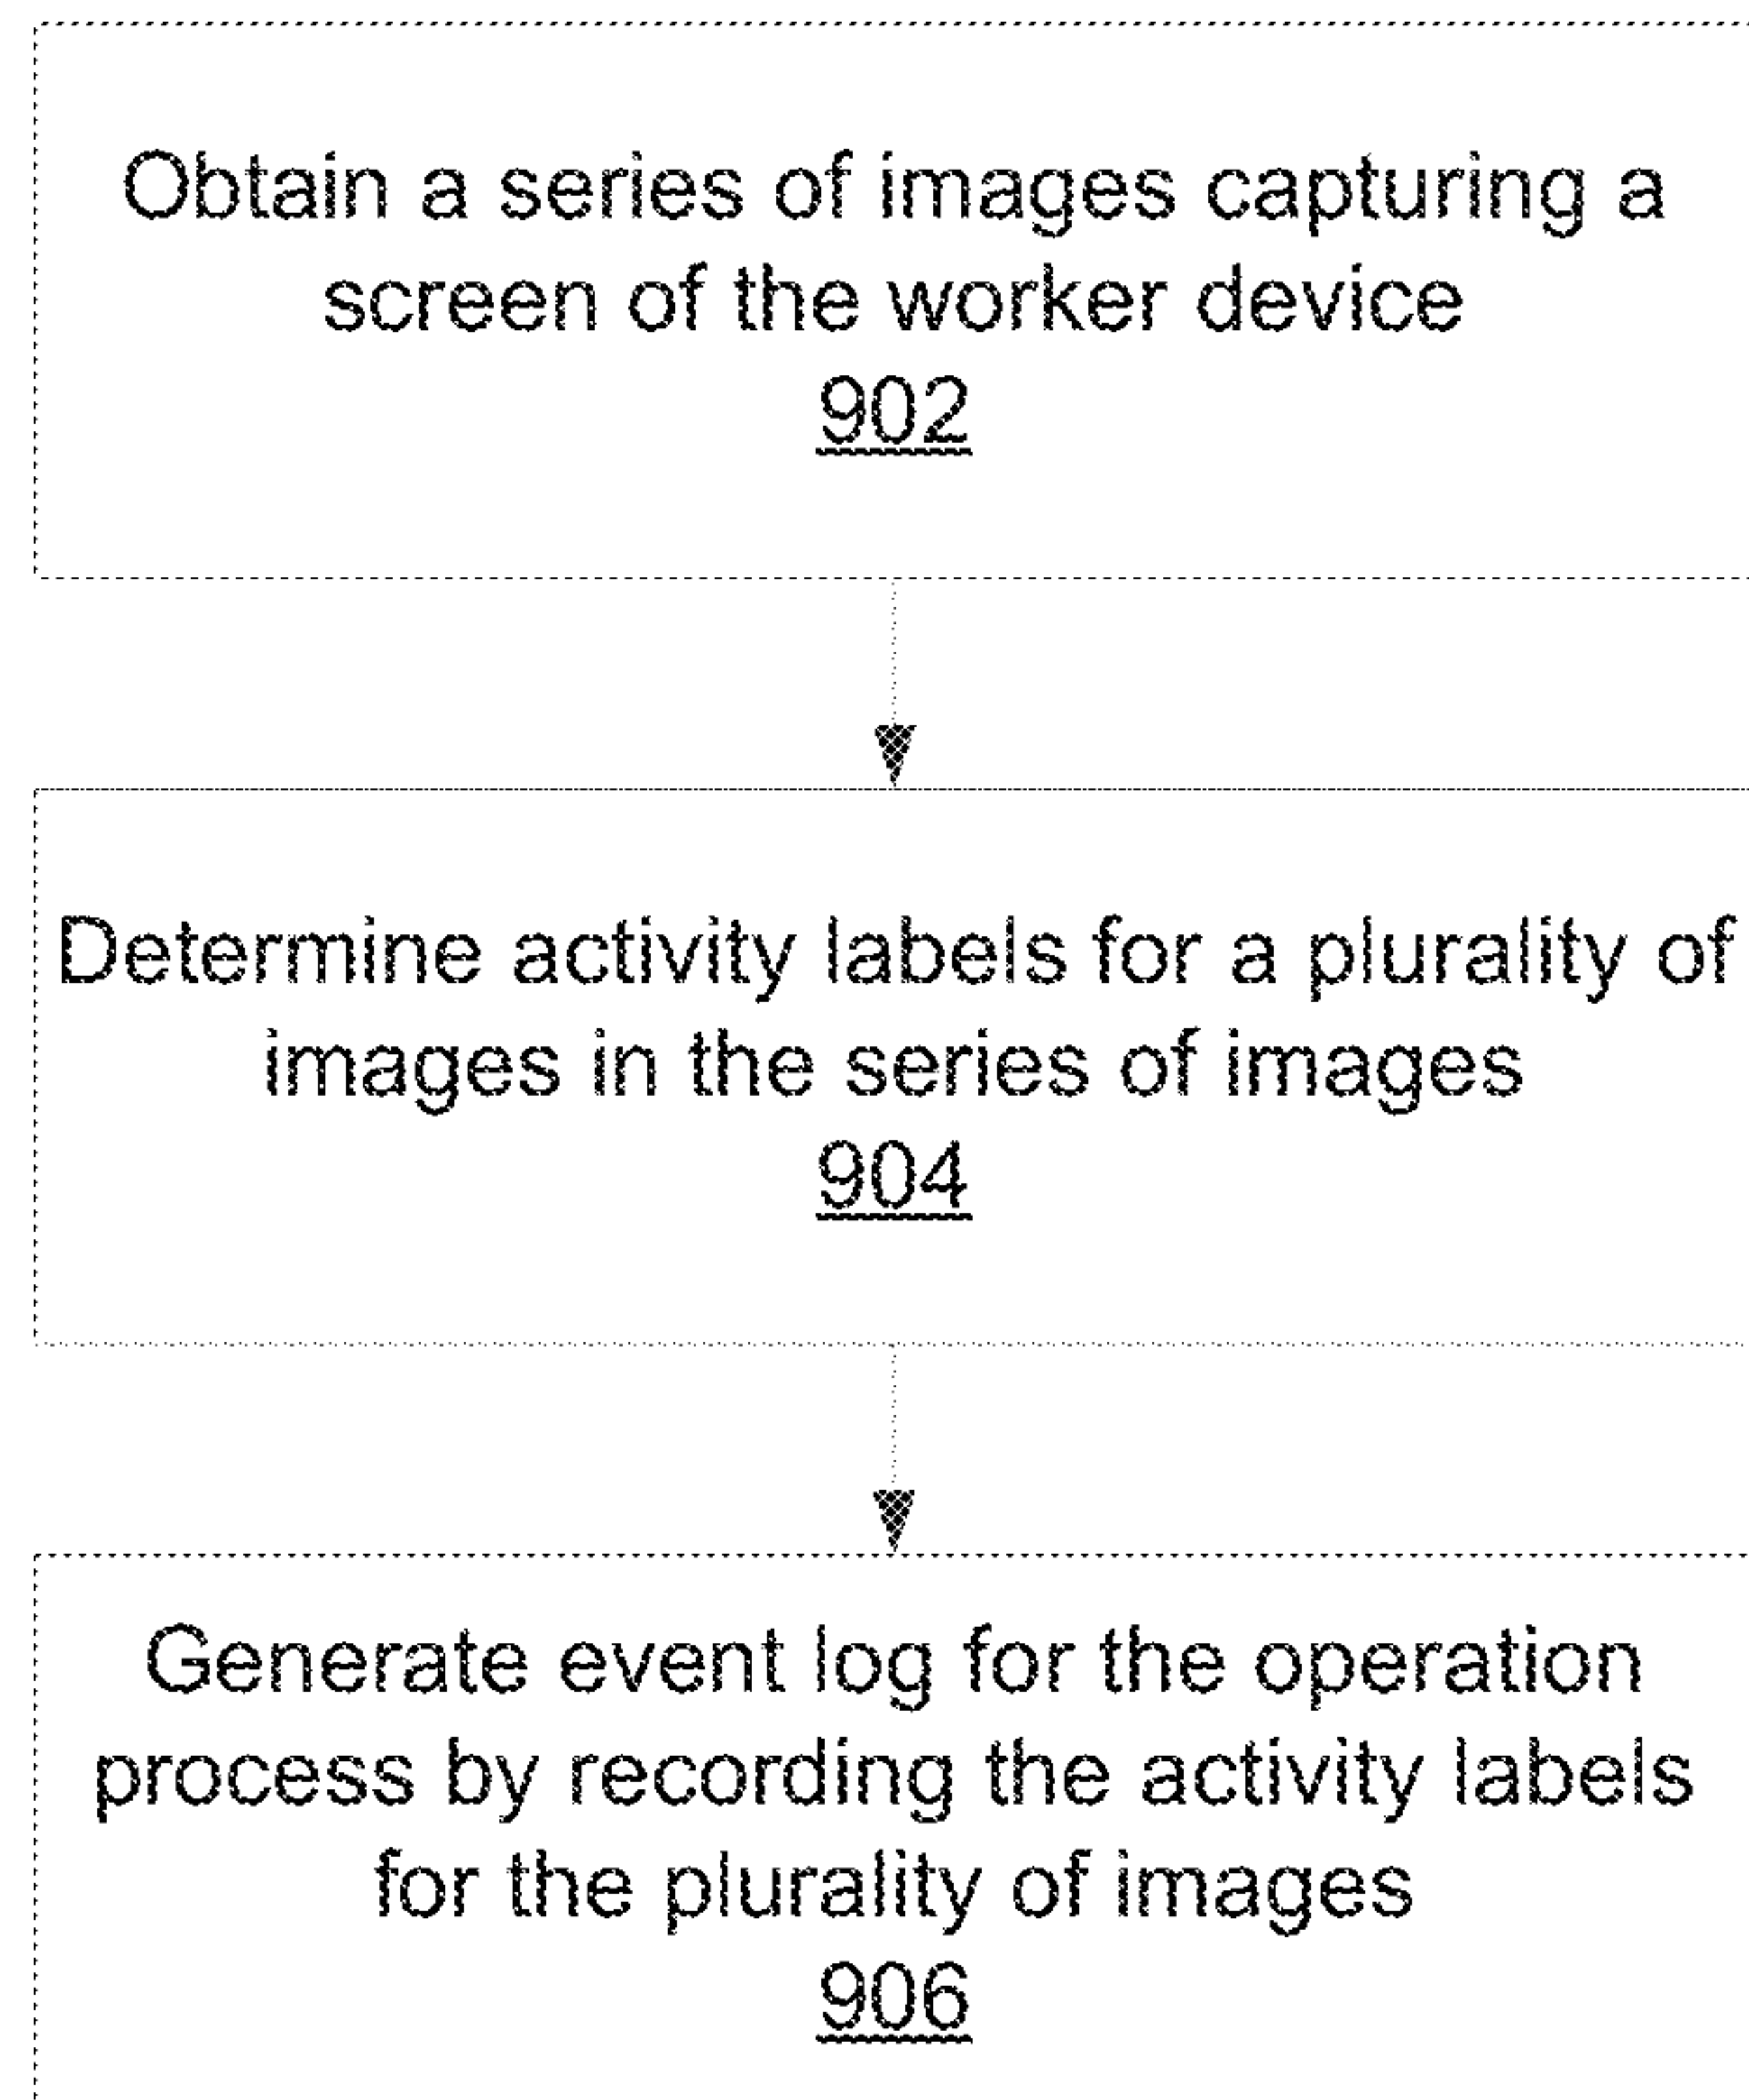 Obtain a series of images capturing a
screen of the worker device
902
Determine activity labels for a plurality of
images in the series of images
904
Generate event log for the operation
process by recording the activity labels
for the plurality of images
906